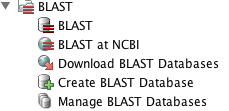 BLAST
BLAST
BLAST at NCBI
Download BLAST Databases
Create BLAST Database
Manage BLAST Databases